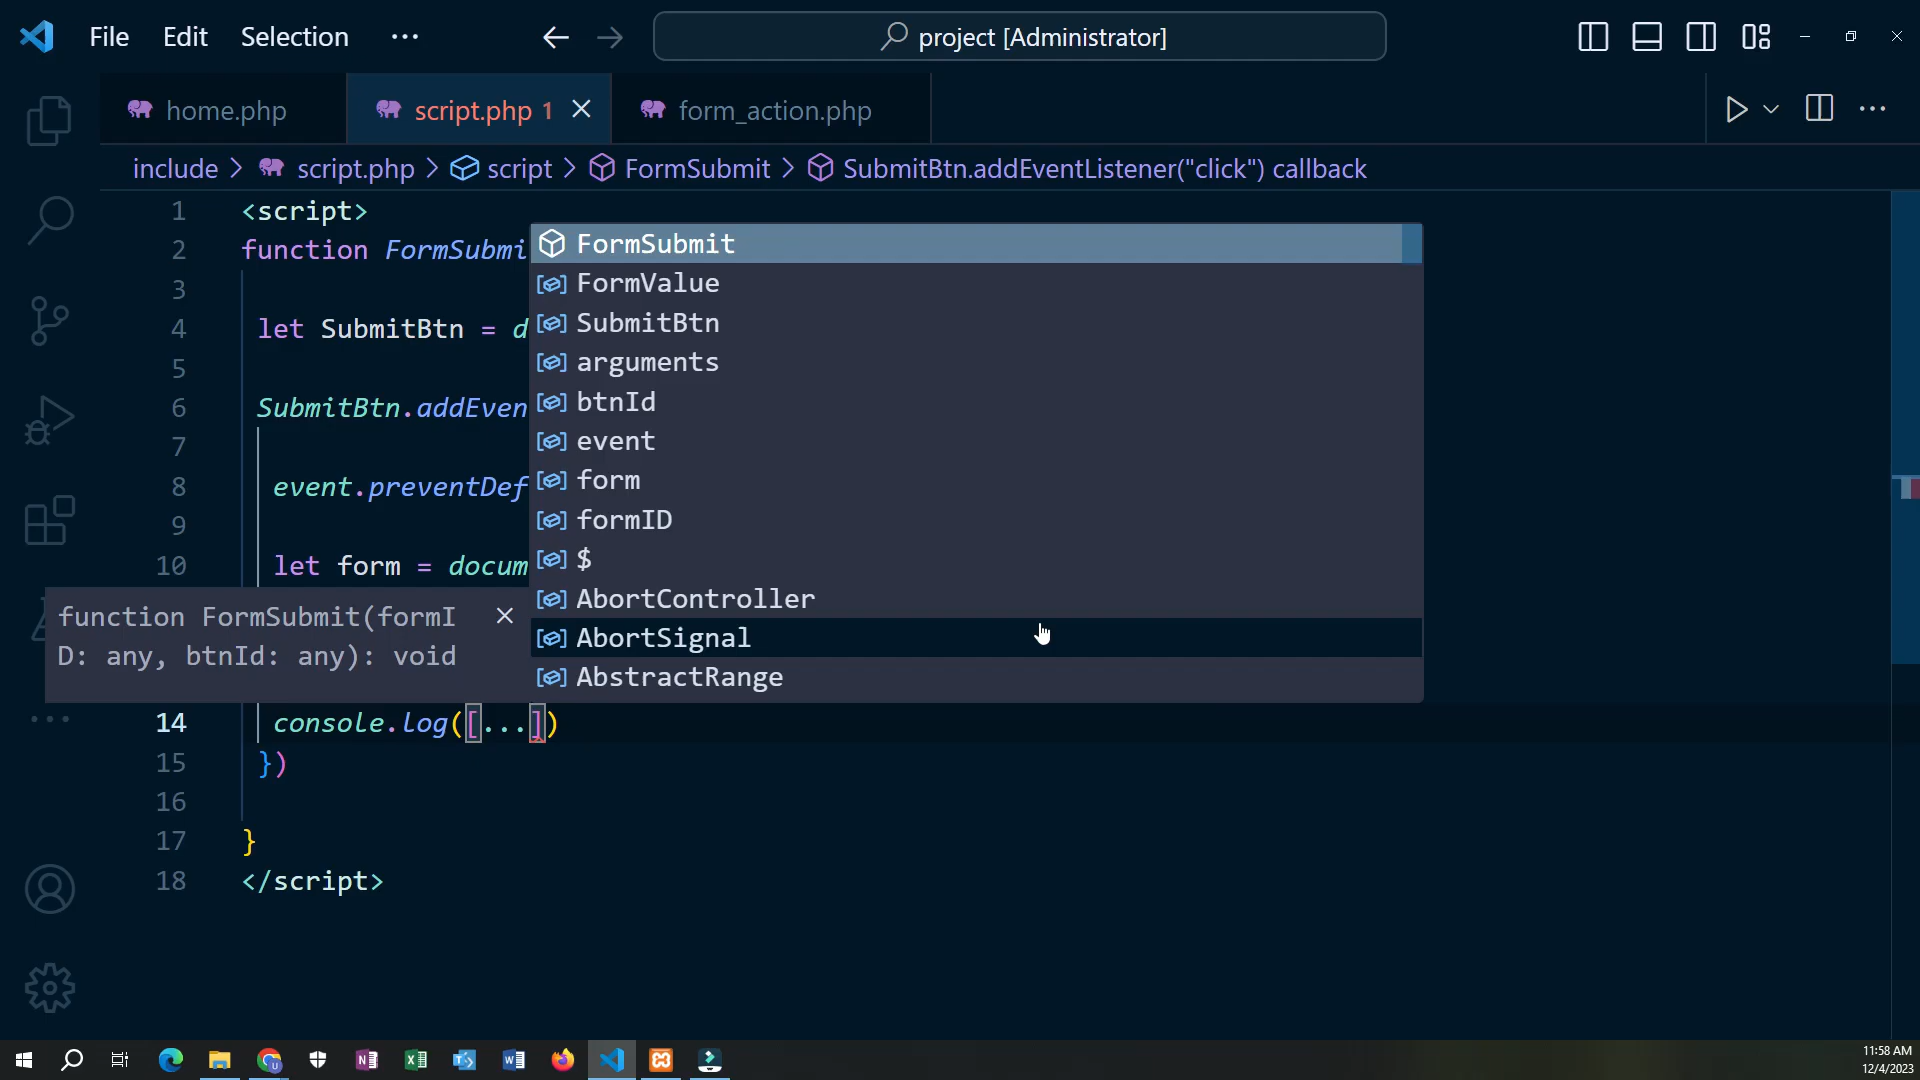 File Edit Selection ... project [Administrator]
home.php script.php 1 form_action.php
include > script.php > script > FormSubmit > SubmitBtn.addEventListener("click") callback
1 <script>
2 function FormSubmi
3
4 let SubmitBtn = d
5
6 SubmitBtn.addEven
7
8 event.preventDef
9
10 let form = docum
FormSubmit
FormValue
SubmitBtn
arguments
btnId
event
form
formID
$
AbortController
AbortSignal
AbstractRange
function FormSubmit(formI
D: any, btnId: any): void
14 console.log([...])
15 })
16
17 }
18 </script>
11:58 AM
12/4/2023